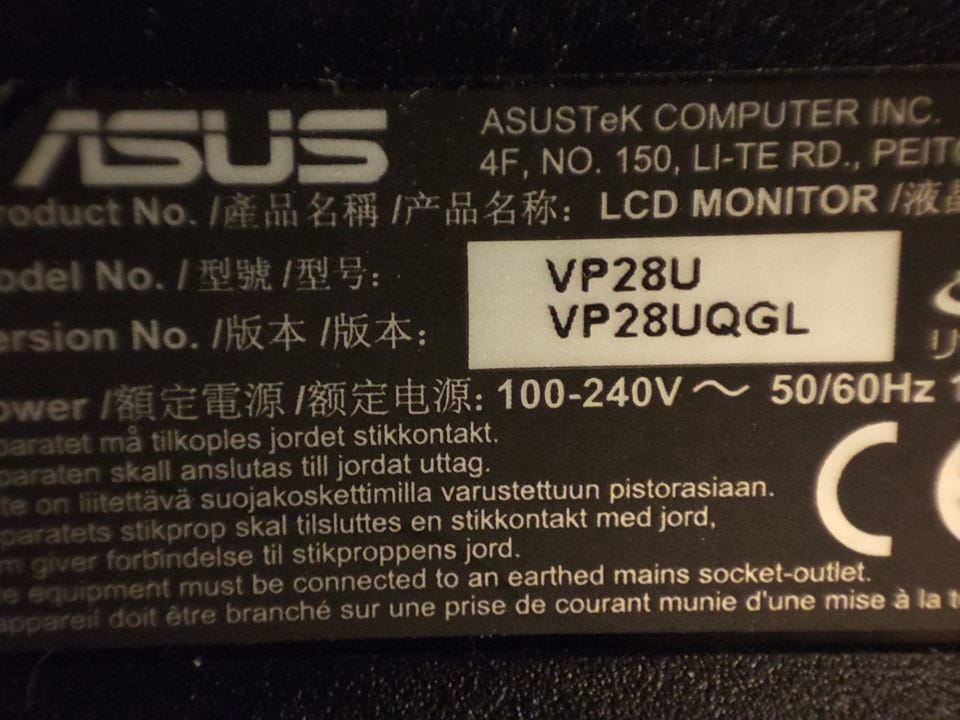 ASUS
ASUSTeK COMPUTER INC.
4F, NO. 150, LI-TE RD., PEITO
roduct No. /產品名稱 /产品名称: LCD MONITOR /液晶
odel No. /型號 /型号: VP28U
ersion No. /版本 /版本: VP28UQGL
リ
ower /額定電源 /额定电源: 100-240V ～ 50/60Hz 1
paratet må tilkoples jordet stikkontakt.
paraten skall anslutas till jordat uttag.
te on liitettävä suojakoskettimilla varustettuun pistorasiaan.
paratets stikprop skal tilsluttes en stikkontakt med jord,
m giver forbindelse til stikproppens jord.
e equipment must be connected to an earthed mains socket-outlet.
appareil doit être branché sur une prise de courant munie d'une mise à la t